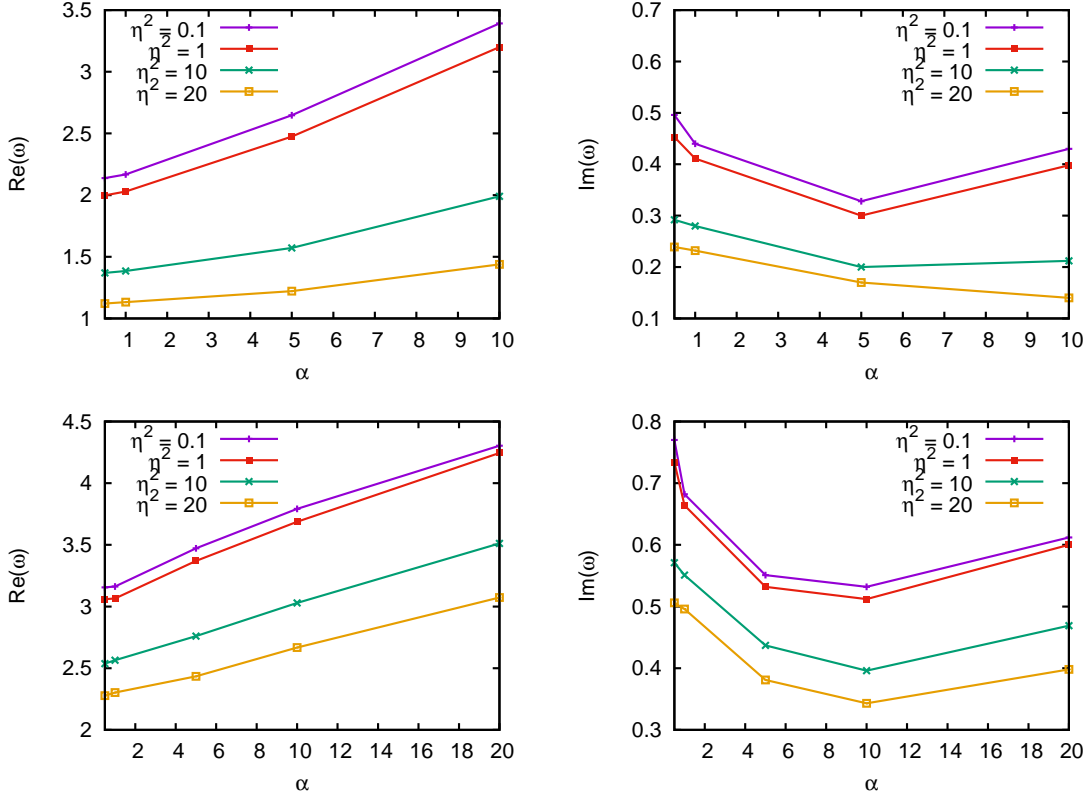 η² = 0.1
η² = 1
η² = 10
η² = 20
Re(ω)
3.5
3
2.5
2
1.5
1
1 2 3 4 5 6 7 8 9 10
α
η² = 0.1
η² = 1
η² = 10
η² = 20
Im(ω)
0.7
0.6
0.5
0.4
0.3
0.2
0.1
1 2 3 4 5 6 7 8 9 10
α
η² = 0.1
η² = 1
η² = 10
η² = 20
Re(ω)
4.5
4
3.5
3
2.5
2
2 4 6 8 10 12 14 16 18 20
α
η² = 0.1
η² = 1
η² = 10
η² = 20
Im(ω)
0.8
0.7
0.6
0.5
0.4
0.3
2 4 6 8 10 12 14 16 18 20
α